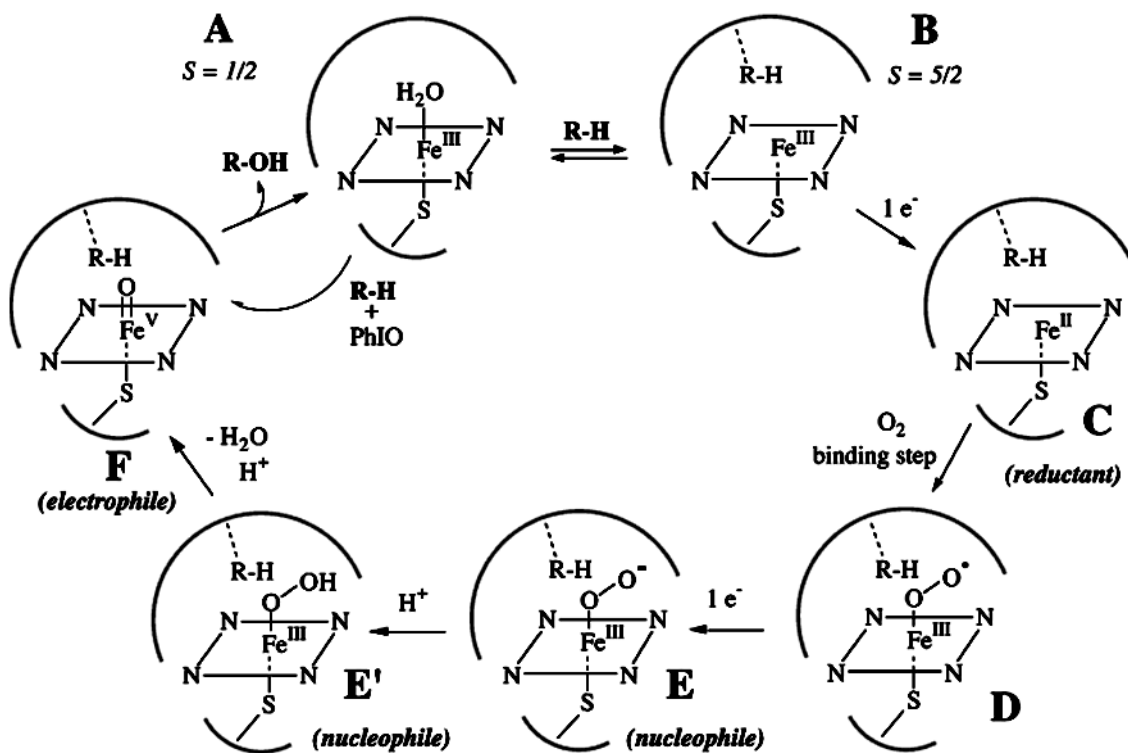 A
S = 1/2
H2O
FeIII
N N
N N
S
R-H
B
S = 5/2
R-H
FeIII
N N
N N
S
1 e-
R-H
FeII
N N
N N
S
C
(reductant)
O2
binding step
R-H
O O•
FeIII
N N
N N
S
D
1 e-
R-H
O O-
FeIII
N N
N N
S
E
(nucleophile)
H+
R-H
O OH
FeIII
N N
N N
S
E'
(nucleophile)
- H2O
H+
R-H
O
FeV
N N
N N
S
F
(electrophile)
R-OH
R-H
+
PhIO